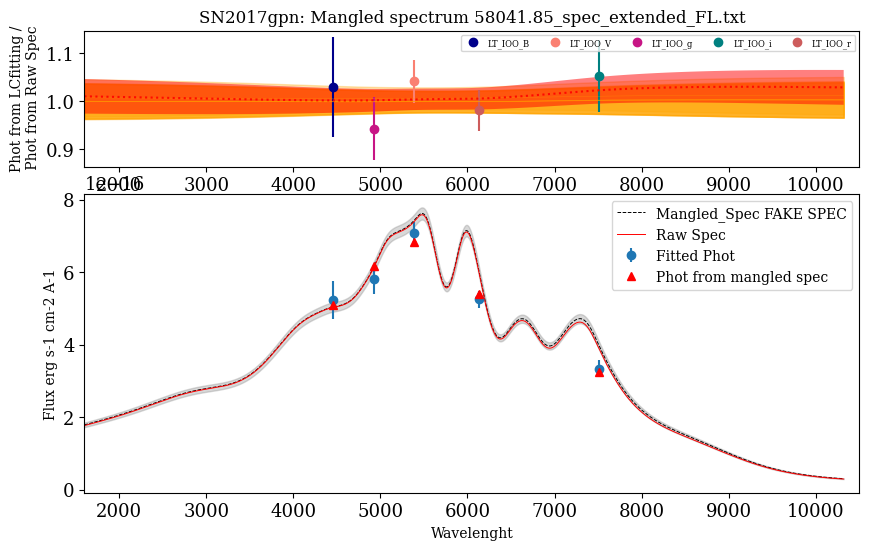 SN2017gpn: Mangled spectrum 58041.85_spec_extended_FL.txt
Phot from LCfitting /
Phot from Raw Spec
1.1
1.0
0.9
LT_IOO_B
LT_IOO_V
LT_IOO_g
LT_IOO_i
LT_IOO_r
2000 3000 4000 5000 6000 7000 8000 9000 10000
1e−16
Flux erg s-1 cm-2 A-1
8
6
4
2
0
Mangled_Spec FAKE SPEC
Raw Spec
Fitted Phot
Phot from mangled spec
2000 3000 4000 5000 6000 7000 8000 9000 10000
Wavelenght